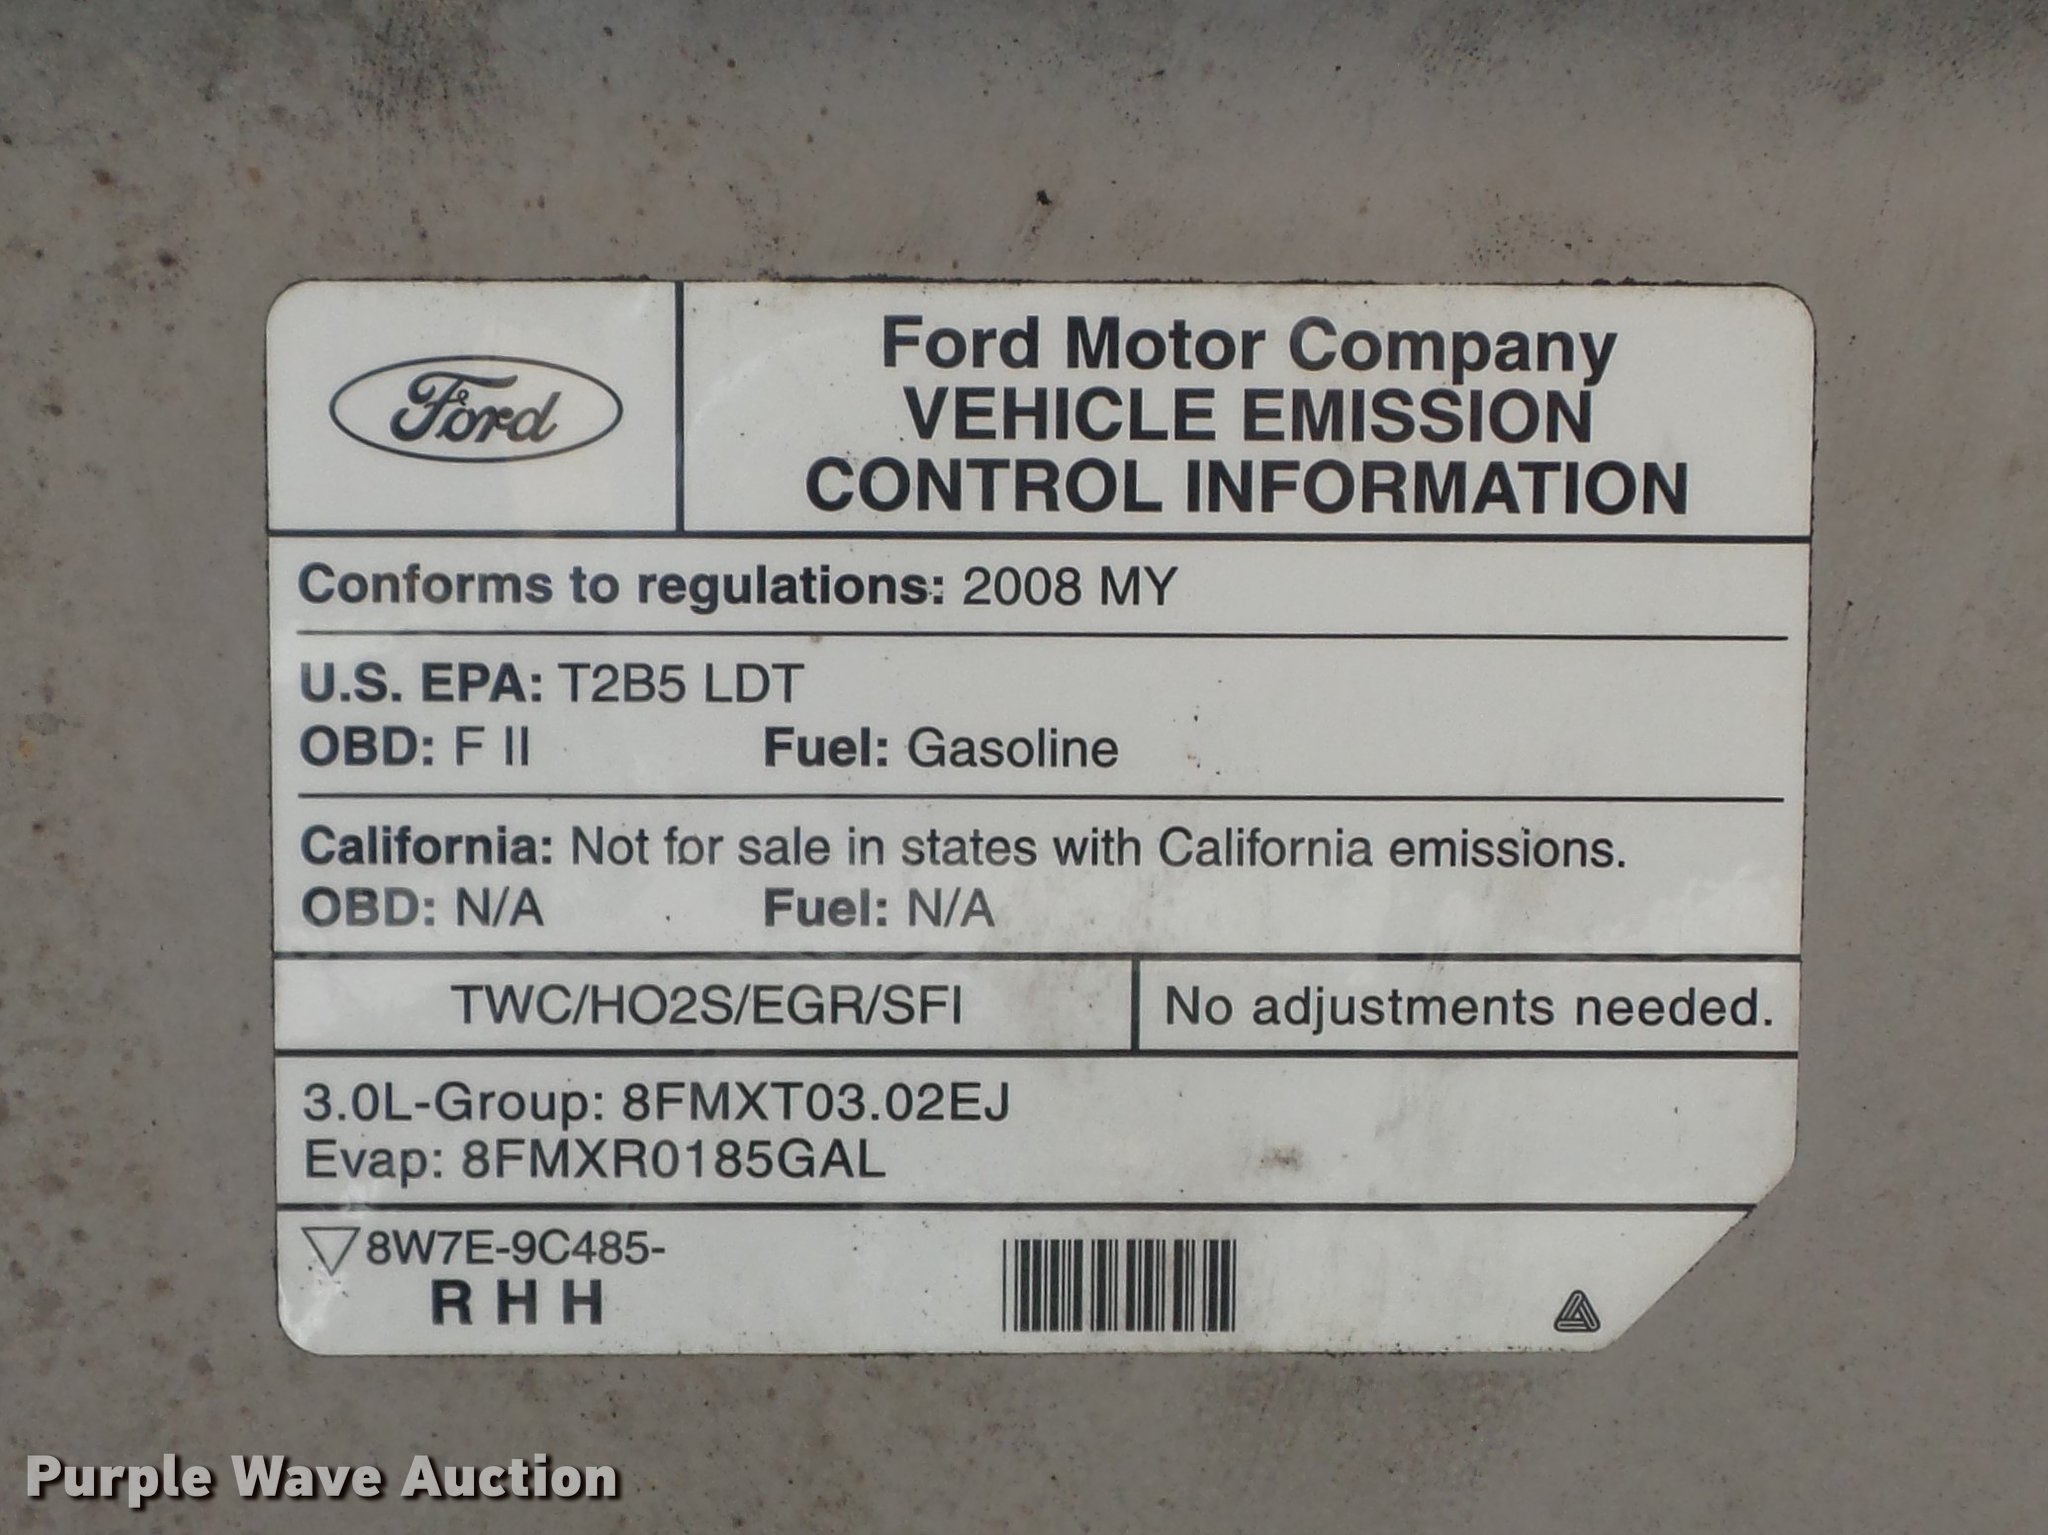 Ford
Ford Motor Company
VEHICLE EMISSION
CONTROL INFORMATION
Conforms to regulations: 2008 MY
U.S. EPA: T2B5 LDT
OBD: F II Fuel: Gasoline
California: Not for sale in states with California emissions.
OBD: N/A Fuel: N/A
TWC/HO2S/EGR/SFI No adjustments needed.
3.0L-Group: 8FMXT03.02EJ
Evap: 8FMXR0185GAL
8W7E-9C485-
R H H
Purple Wave Auction